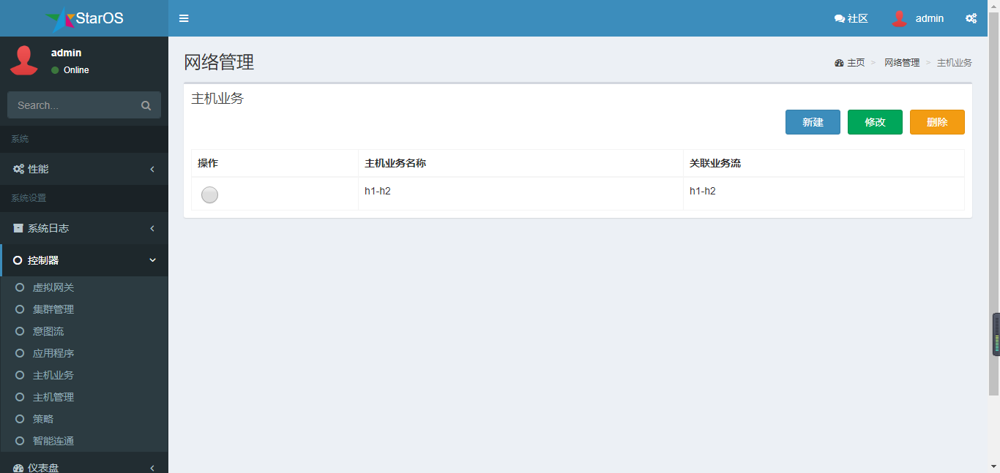 StarOS
社区
admin
admin
Online
Search...
系统
性能
系统设置
系统日志
控制器
虚拟网关
集群管理
意图流
应用程序
主机业务
主机管理
策略
智能连通
仪表盘
网络管理
主页 > 网络管理 > 主机业务
主机业务
新建 修改 删除
操作 主机业务名称 关联业务流
h1-h2 h1-h2